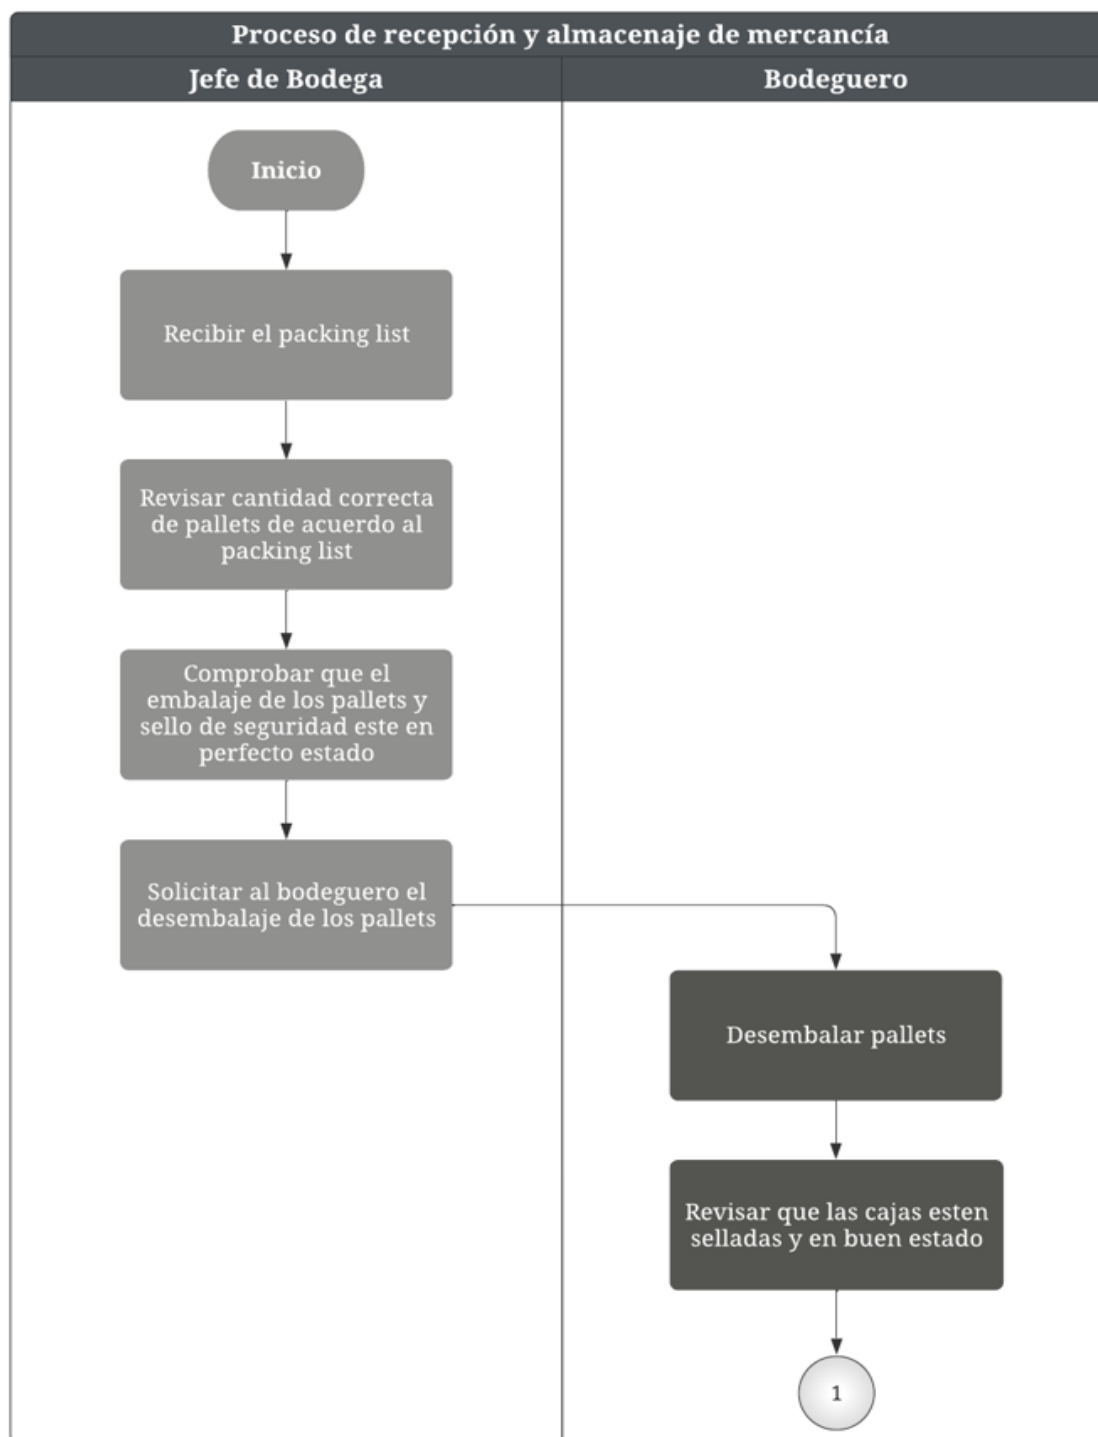 Proceso de recepción y almacenaje de mercancía
Jefe de Bodega
Bodeguero
Inicio
Recibir el packing list
Revisar cantidad correcta
de pallets de acuerdo al
packing list
Comprobar que el
embalaje de los pallets y
sello de seguridad este en
perfecto estado
Solicitar al bodeguero el
desembalaje de los pallets
Desembalar pallets
Revisar que las cajas esten
selladas y en buen estado
1